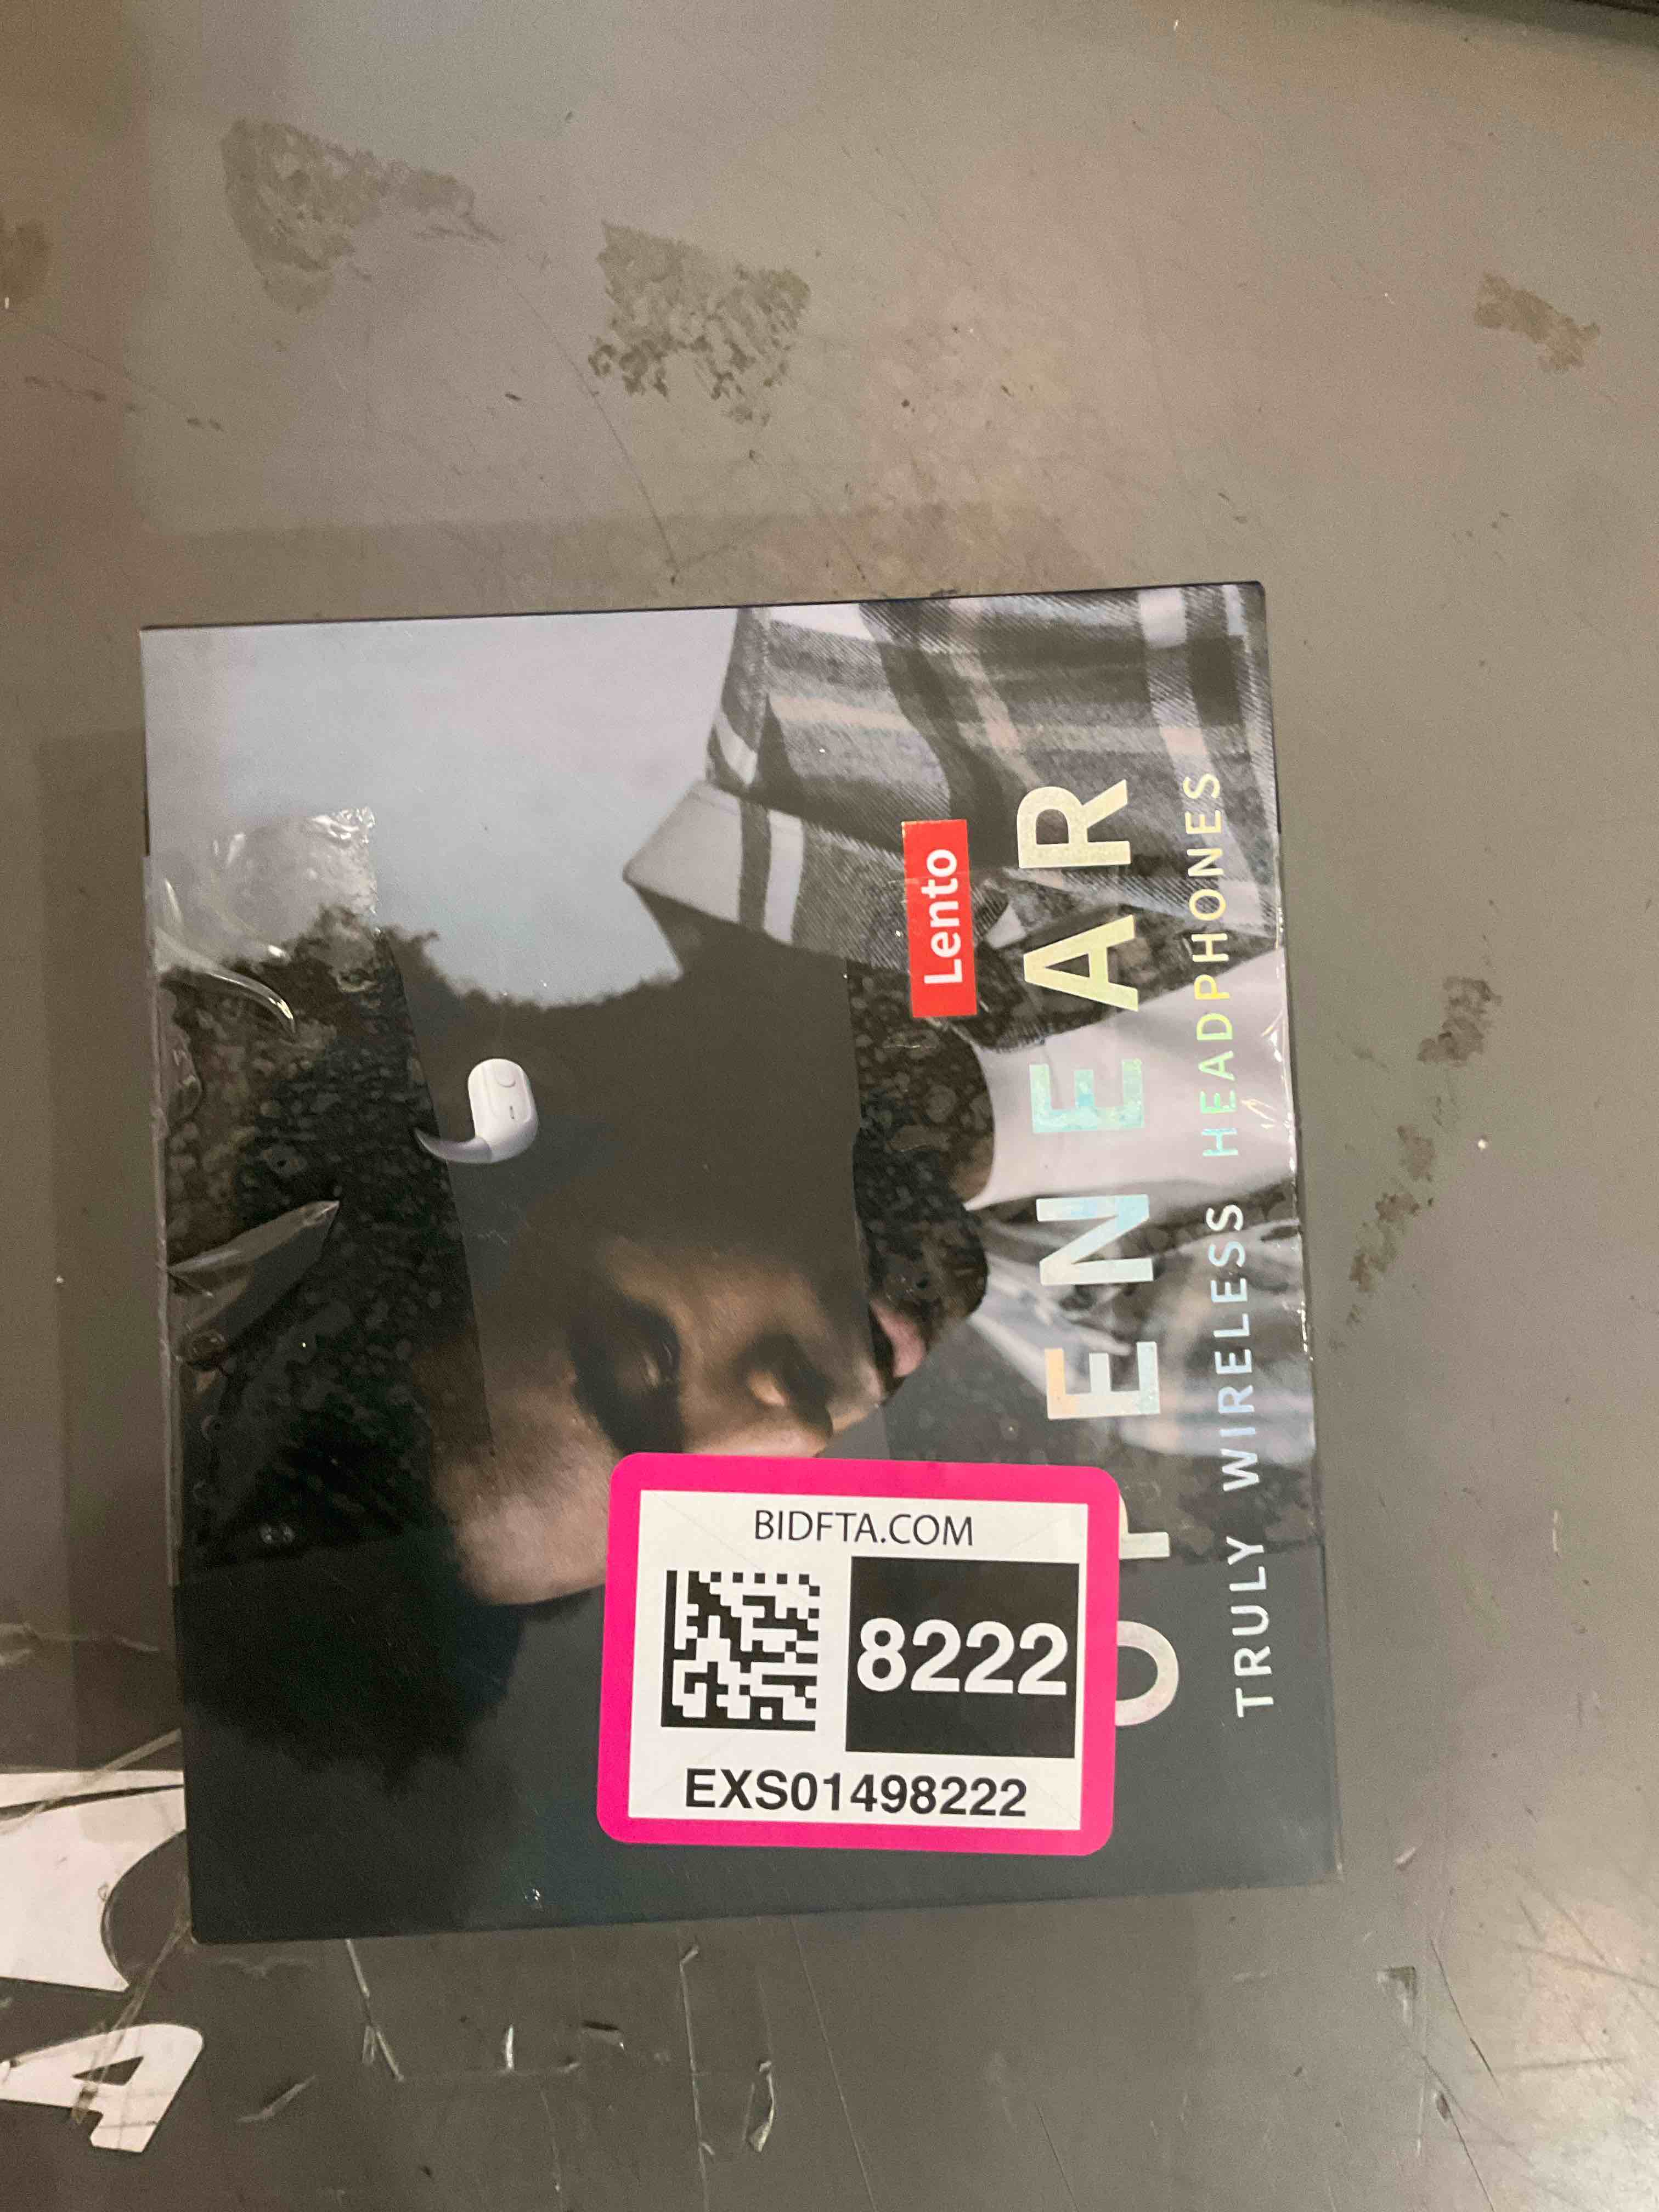 Lento
OPEN EAR
TRULY WIRELESS HEADPHONES
BIDFTA.COM
8222
EXS01498222
A